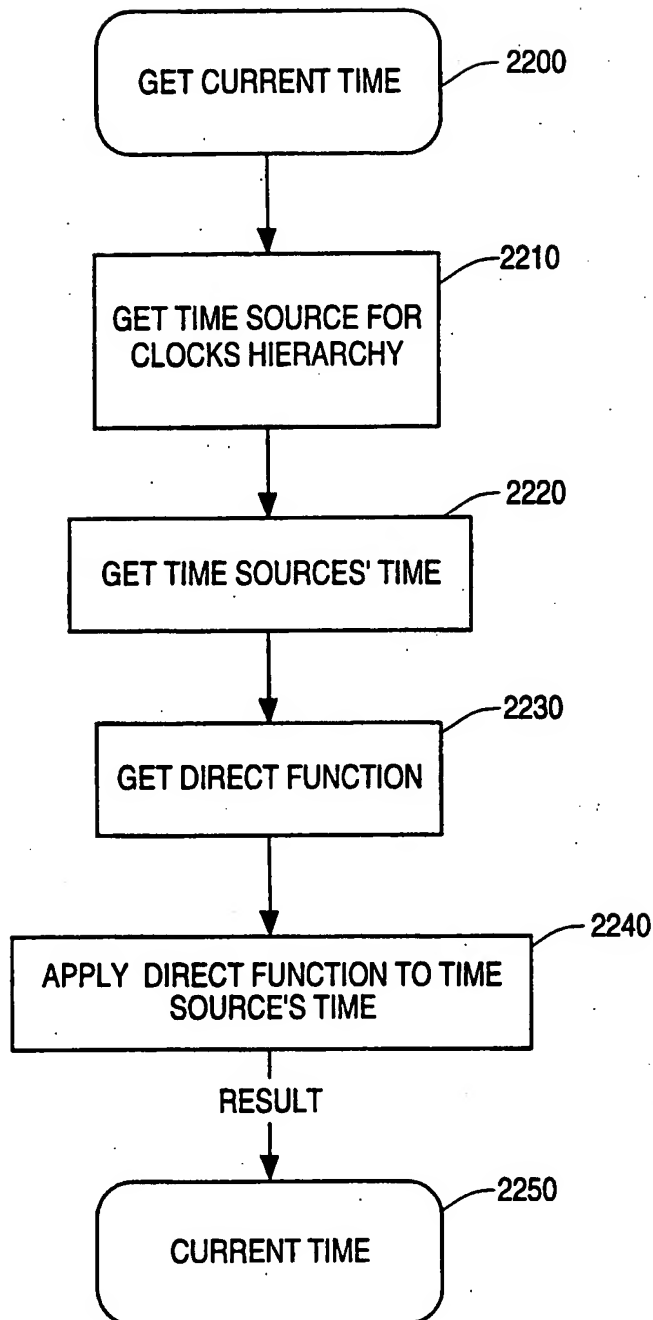 GET CURRENT TIME
2200
2210
GET TIME SOURCE FOR
CLOCKS HIERARCHY
2220
GET TIME SOURCES' TIME
2230
GET DIRECT FUNCTION
2240
APPLY DIRECT FUNCTION TO TIME
SOURCE'S TIME
RESULT
2250
CURRENT TIME